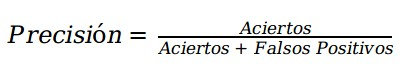 Precisión = Aciertos / Aciertos + Falsos Positivos